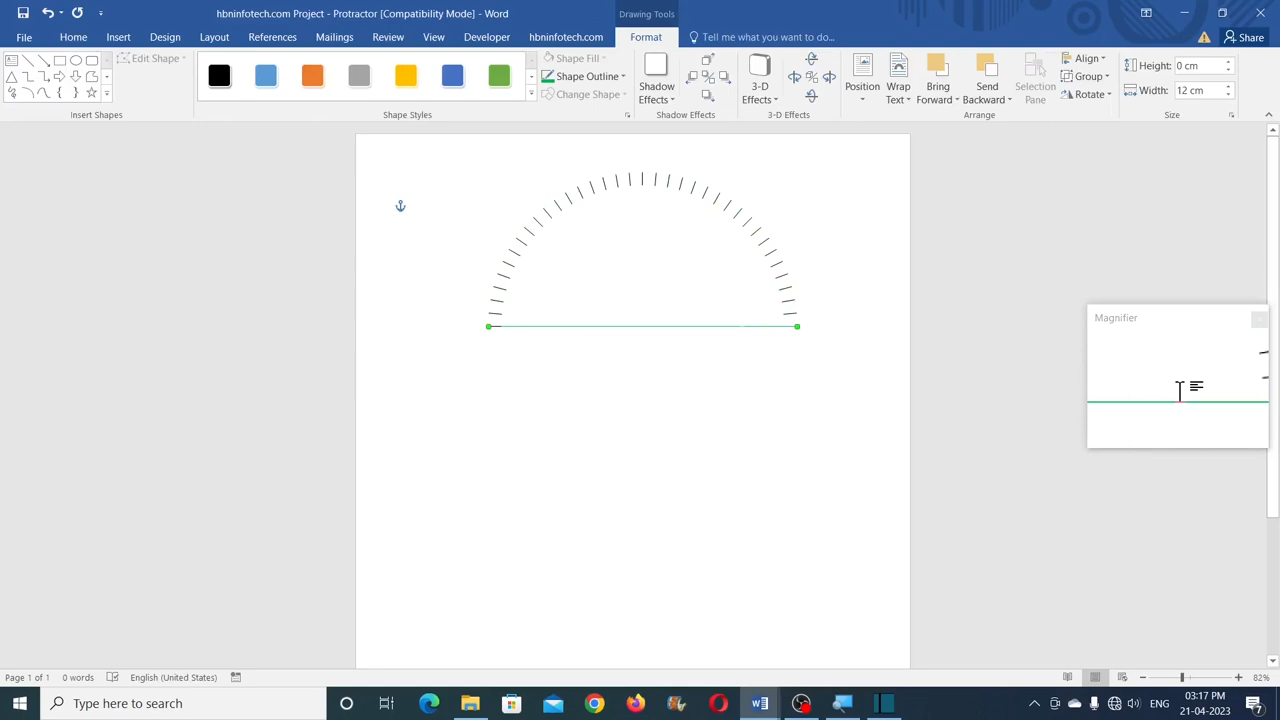 hbninfotech.com Project - Protractor [Compatibility Mode] - Word
Drawing Tools
File Home Insert Design Layout References Mailings Review View Developer hbninfotech.com Format Tell me what you want to do... Share
Edit Shape
Insert Shapes
Shape Fill
Shape Outline
Change Shape
Shape Styles
Shadow Effects
Shadow Effects
3-D Effects
3-D Effects
Position
Wrap Text
Bring Forward
Send Backward
Selection Pane
Align
Group
Rotate
Arrange
Height: 0 cm
Width: 12 cm
Size
Magnifier
Page 1 of 1 0 words English (United States) 82%
Type here to search
ENG
03:17 PM
21-04-2023
7